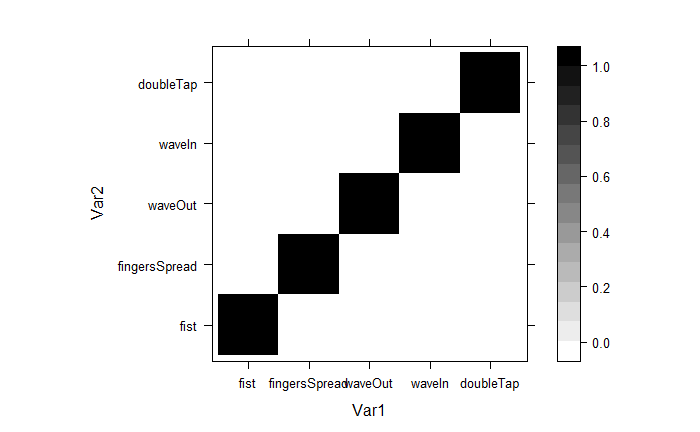 doubleTap
waveIn
waveOut
fingersSpread
fist
Var2
fist fingersSpread waveOut waveIn doubleTap
Var1
1.0
0.8
0.6
0.4
0.2
0.0